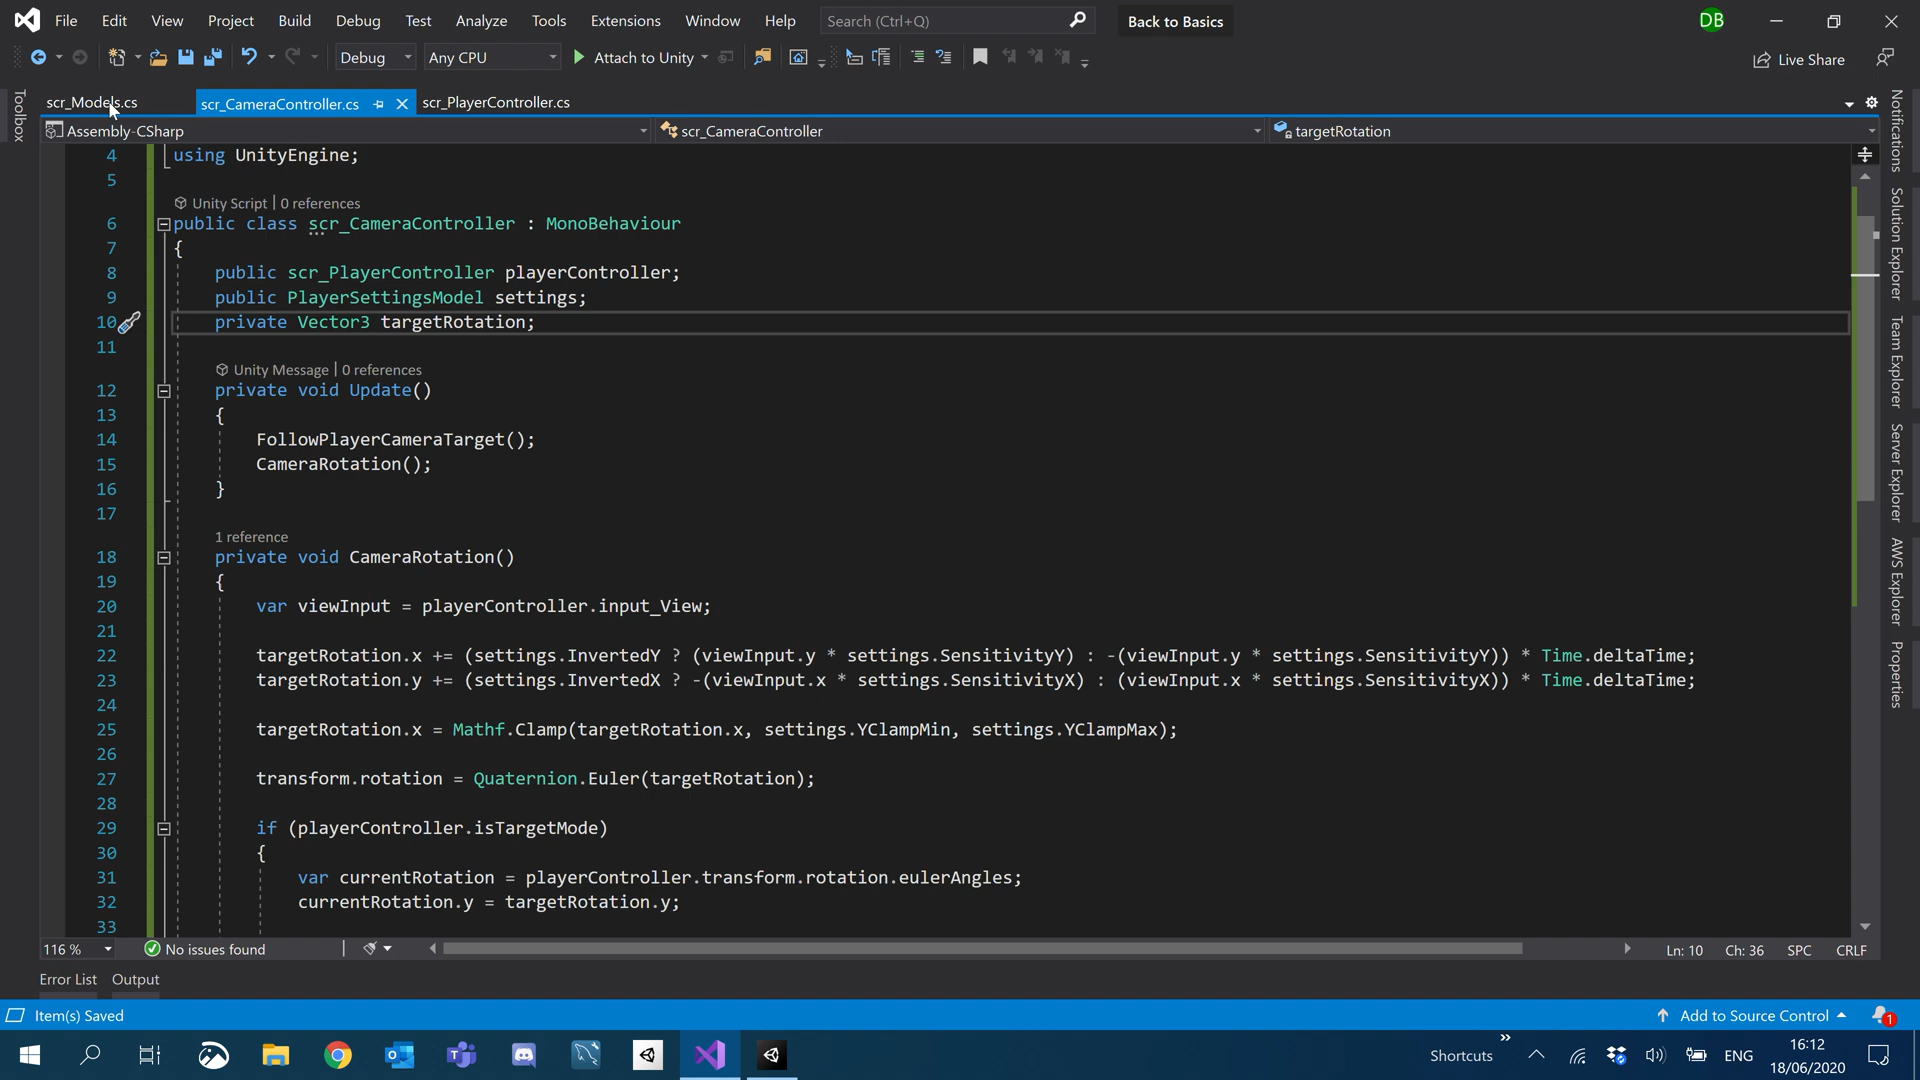 File Edit View Project Build Debug Test Analyze Tools Extensions Window Help Search (Ctrl+Q) Back to Basics DB
Debug Any CPU Attach to Unity Live Share
scr_Models.cs scr_CameraController.cs scr_PlayerController.cs
Assembly-CSharp scr_CameraController targetRotation
4 using UnityEngine;
5
Unity Script | 0 references
6 public class scr_CameraController : MonoBehaviour
7 {
8 public scr_PlayerController playerController;
9 public PlayerSettingsModel settings;
10 private Vector3 targetRotation;
11
Unity Message | 0 references
12 private void Update()
13 {
14 FollowPlayerCameraTarget();
15 CameraRotation();
16 }
17
1 reference
18 private void CameraRotation()
19 {
20 var viewInput = playerController.input_View;
21
22 targetRotation.x += (settings.InvertedY ? (viewInput.y * settings.SensitivityY) : -(viewInput.y * settings.SensitivityY)) * Time.deltaTime;
23 targetRotation.y += (settings.InvertedX ? -(viewInput.x * settings.SensitivityX) : (viewInput.x * settings.SensitivityX)) * Time.deltaTime;
24
25 targetRotation.x = Mathf.Clamp(targetRotation.x, settings.YClampMin, settings.YClampMax);
26
27 transform.rotation = Quaternion.Euler(targetRotation);
28
29 if (playerController.isTargetMode)
30 {
31 var currentRotation = playerController.transform.rotation.eulerAngles;
32 currentRotation.y = targetRotation.y;
33
116 % No issues found Ln: 10 Ch: 36 SPC CRLF
Error List Output
Item(s) Saved Add to Source Control 1
Shortcuts ENG 16:12
18/06/2020
Toolbox
Notifications
Solution Explorer
Team Explorer
Server Explorer
AWS Explorer
Properties